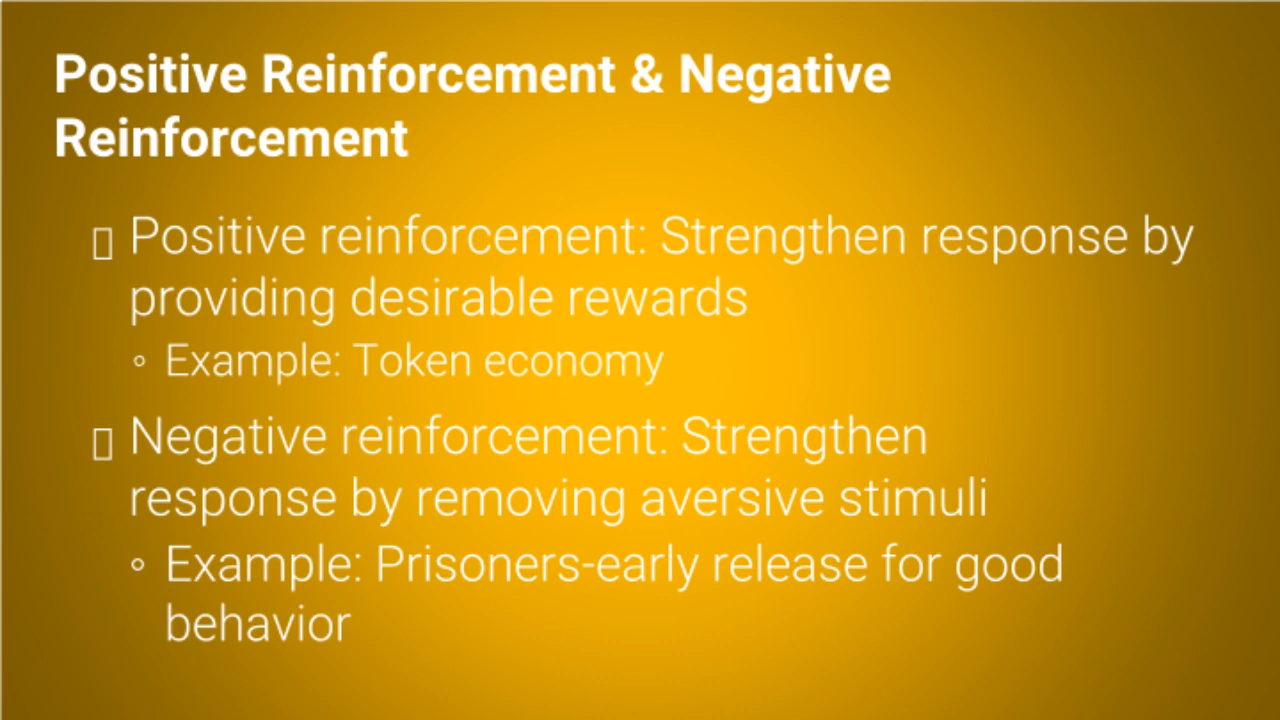 Positive Reinforcement & Negative
Reinforcement
▯ Positive reinforcement: Strengthen response by
providing desirable rewards
◦ Example: Token economy
▯ Negative reinforcement: Strengthen
response by removing aversive stimuli
◦ Example: Prisoners-early release for good
behavior